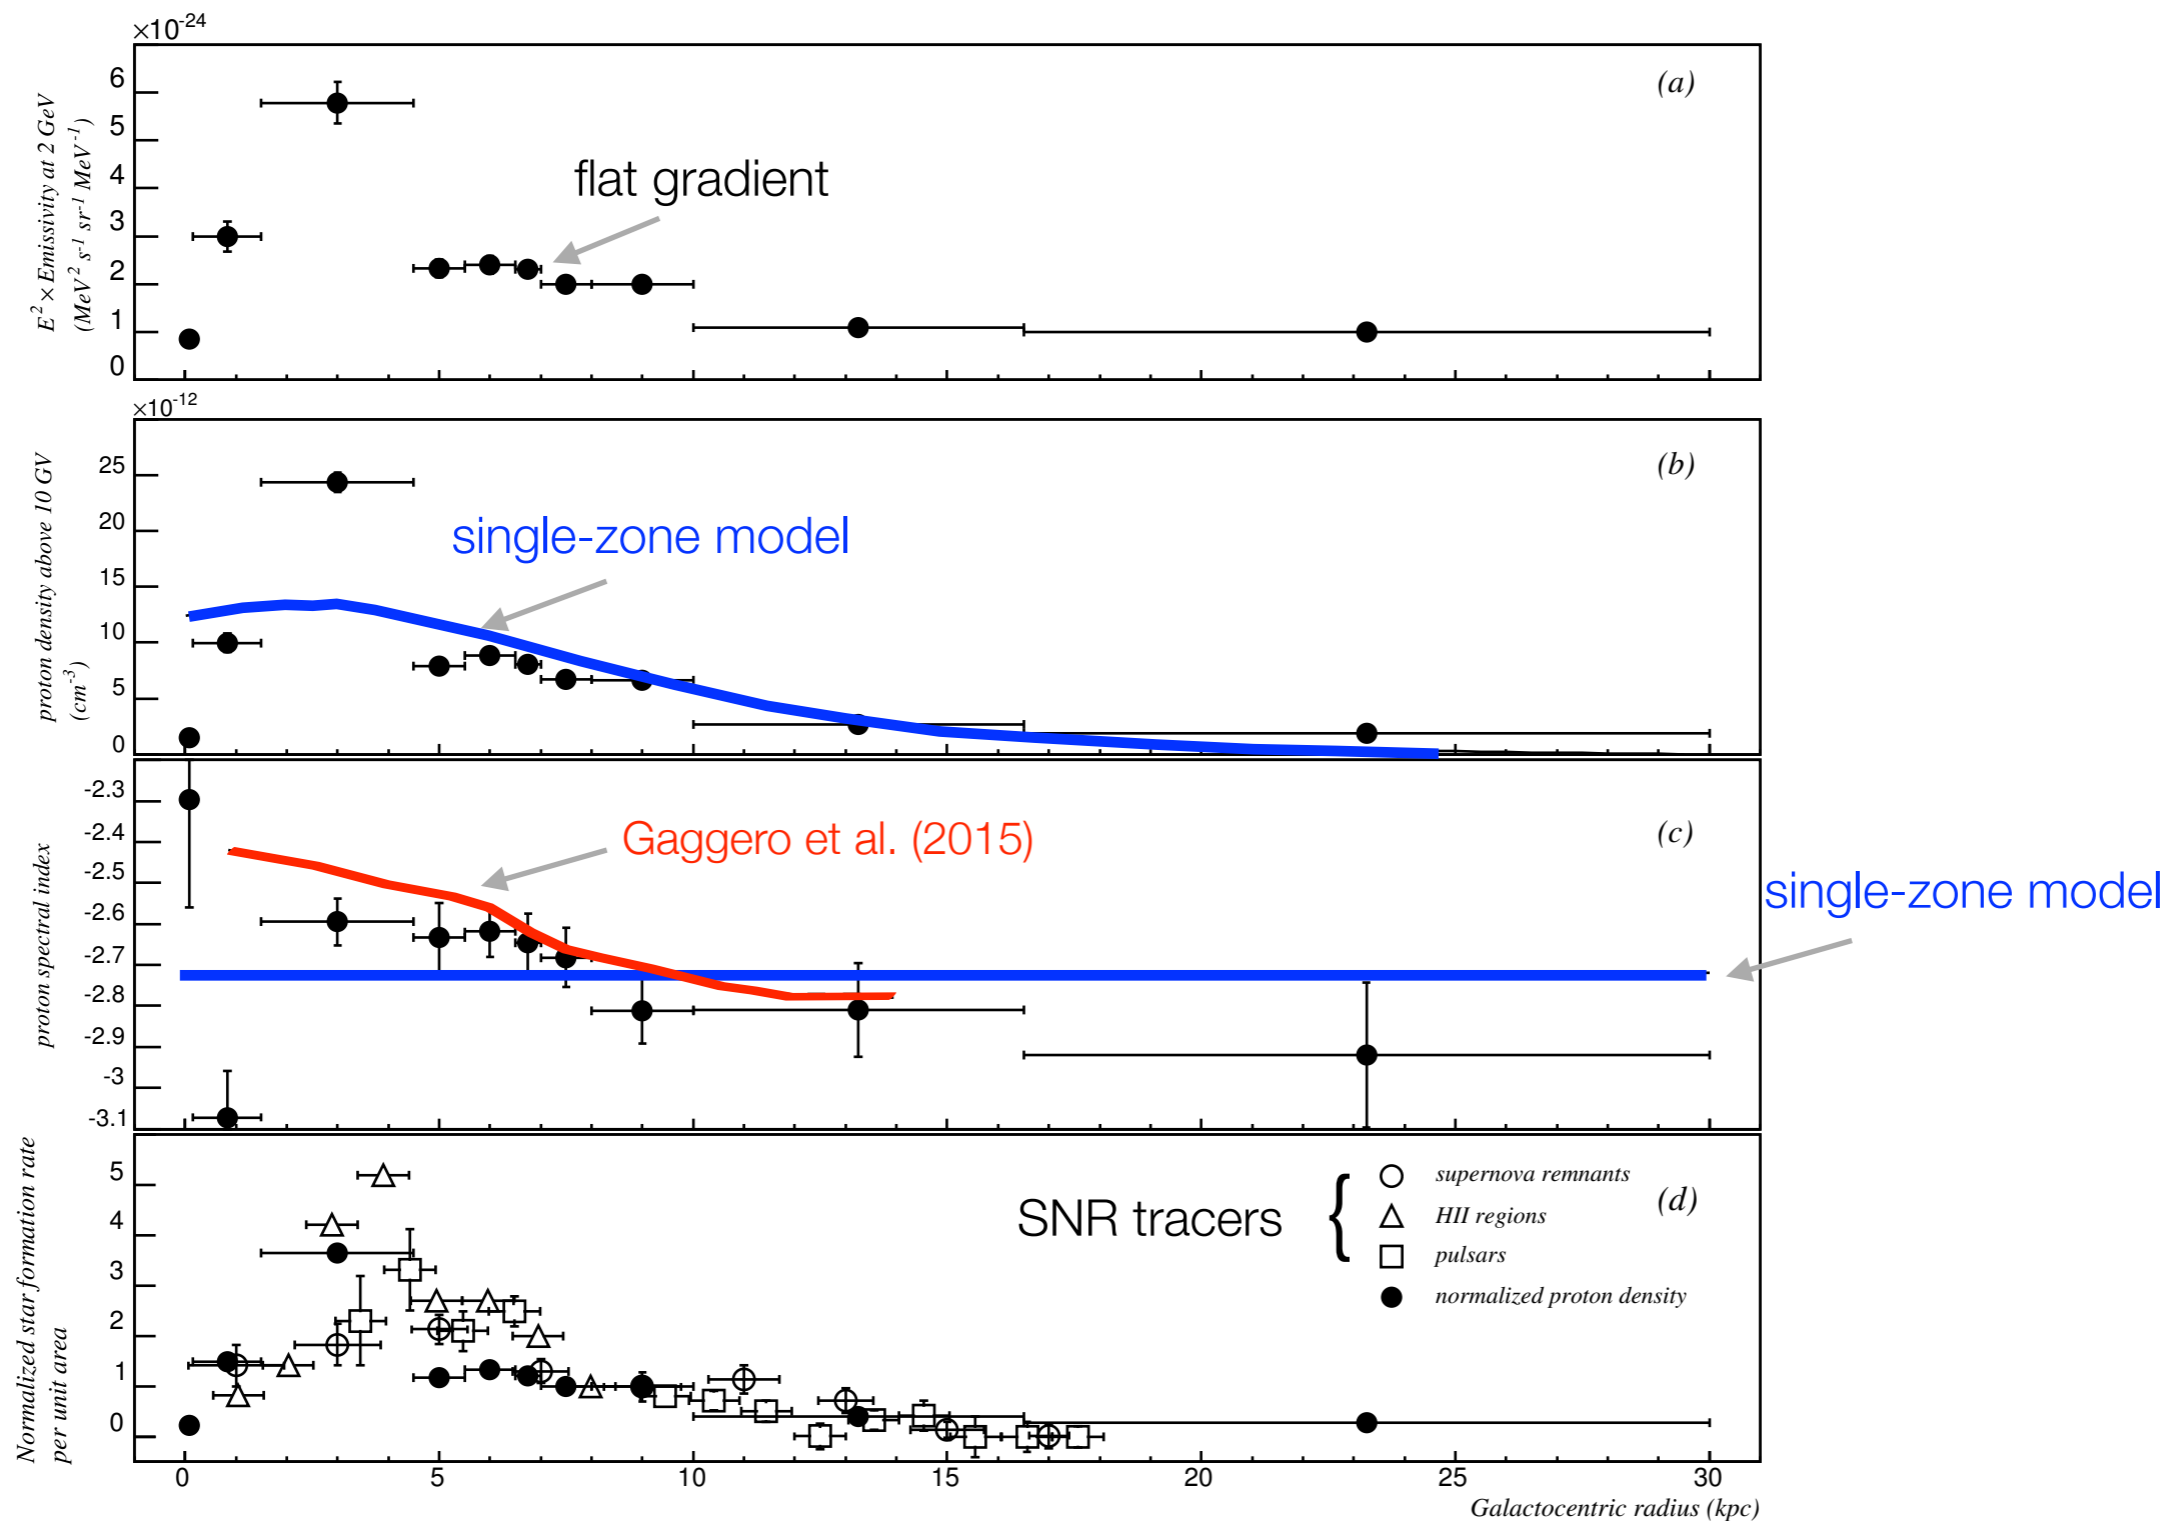 ×10⁻²⁴
E² × Emissivity at 2 GeV
(MeV² s⁻¹ sr⁻¹ MeV⁻¹)
6
5
4
3
2
1
0
(a)
flat gradient
×10⁻¹²
proton density above 10 GV
(cm⁻³)
25
20
15
10
5
0
(b)
single-zone model
proton spectral index
-2.3
-2.4
-2.5
-2.6
-2.7
-2.8
-2.9
-3
-3.1
(c)
Gaggero et al. (2015)
single-zone model
Normalized star formation rate
per unit area
5
4
3
2
1
0
SNR tracers
{
supernova remnants
HII regions
pulsars
normalized proton density
(d)
0 5 10 15 20 25 30
Galactocentric radius (kpc)